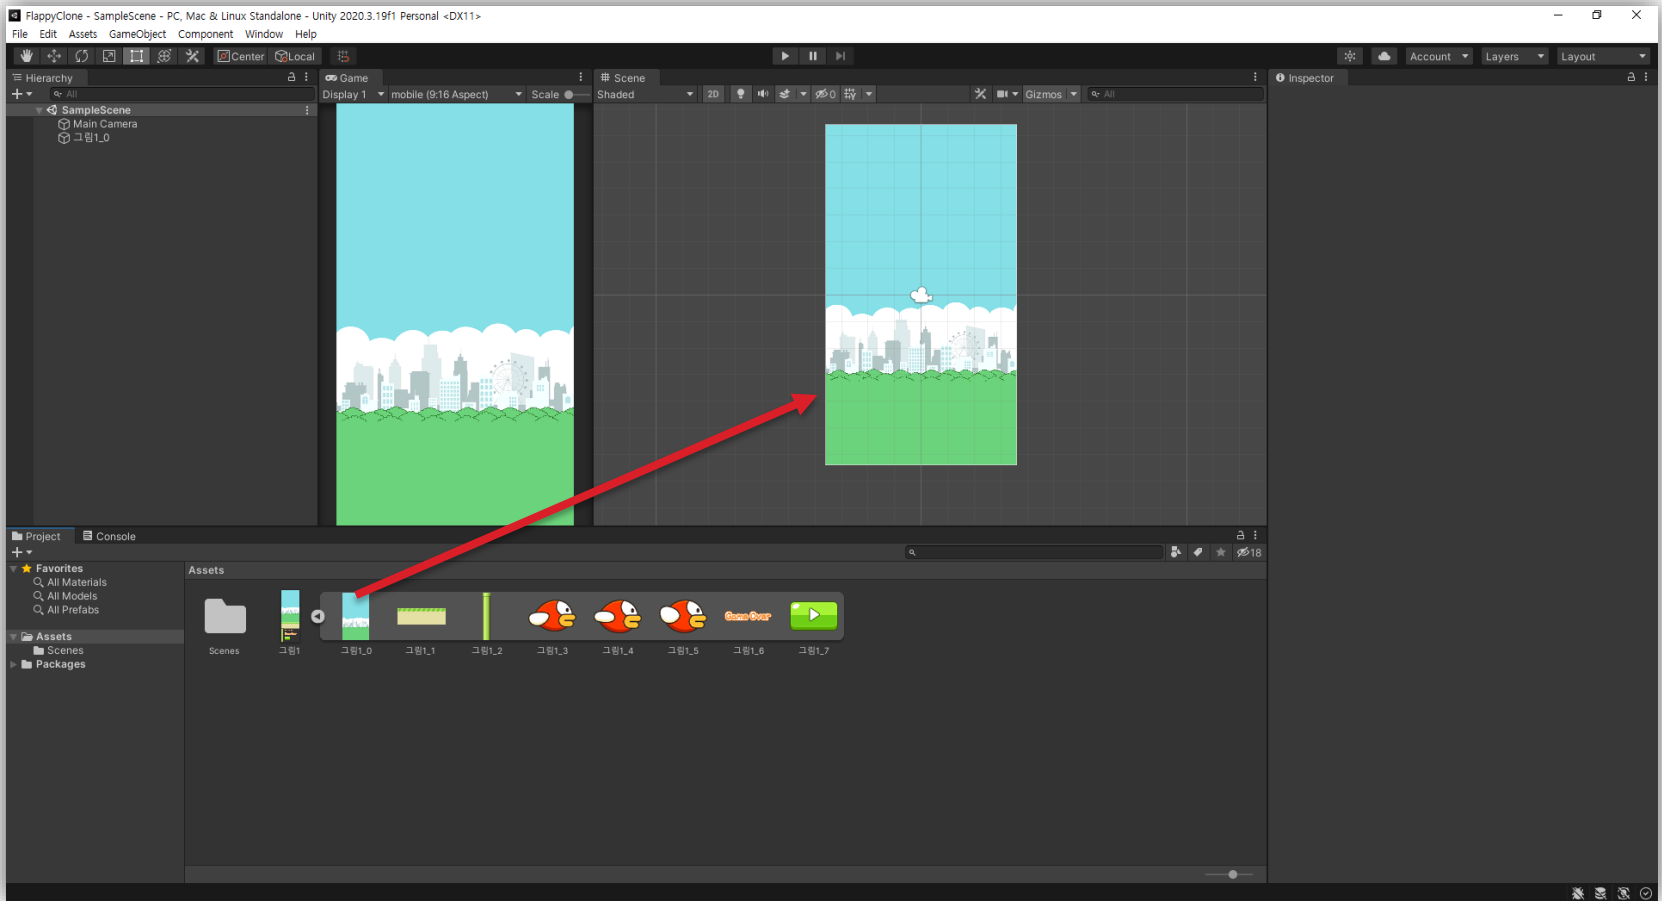 FlappyClone - SampleScene - PC, Mac & Linux Standalone - Unity 2020.3.19f1 Personal <DX11>
File Edit Assets GameObject Component Window Help
Center Local Account Layers Layout
Hierarchy
All
SampleScene
Main Camera
그림1_0
Game
Display 1 mobile (9:16 Aspect) Scale
Scene
Shaded 2D 0 Gizmos All
Inspector
Project Console
18
Favorites
All Materials
All Models
All Prefabs
Assets
Scenes
Packages
Assets
Game Over
Scenes 그림1 그림1_0 그림1_1 그림1_2 그림1_3 그림1_4 그림1_5 그림1_6 그림1_7